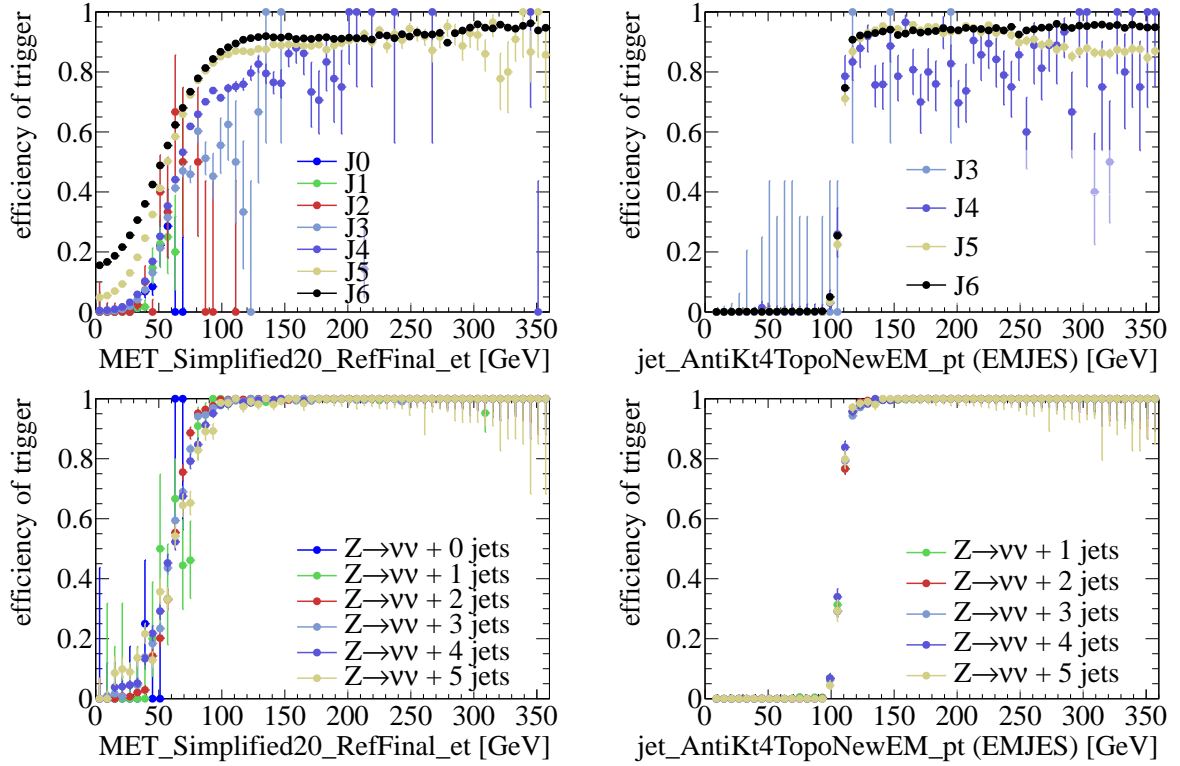 efficiency of trigger
1
0.8
0.6
0.4
0.2
0
J0
J1
J2
J3
J4
J5
J6
0 50 100 150 200 250 300 350
MET_Simplified20_RefFinal_et [GeV]
efficiency of trigger
1
0.8
0.6
0.4
0.2
0
J3
J4
J5
J6
0 50 100 150 200 250 300 350
jet_AntiKt4TopoNewEM_pt (EMJES) [GeV]
efficiency of trigger
1
0.8
0.6
0.4
0.2
0
Z→νν + 0 jets
Z→νν + 1 jets
Z→νν + 2 jets
Z→νν + 3 jets
Z→νν + 4 jets
Z→νν + 5 jets
0 50 100 150 200 250 300 350
MET_Simplified20_RefFinal_et [GeV]
efficiency of trigger
1
0.8
0.6
0.4
0.2
0
Z→νν + 1 jets
Z→νν + 2 jets
Z→νν + 3 jets
Z→νν + 4 jets
Z→νν + 5 jets
0 50 100 150 200 250 300 350
jet_AntiKt4TopoNewEM_pt (EMJES) [GeV]